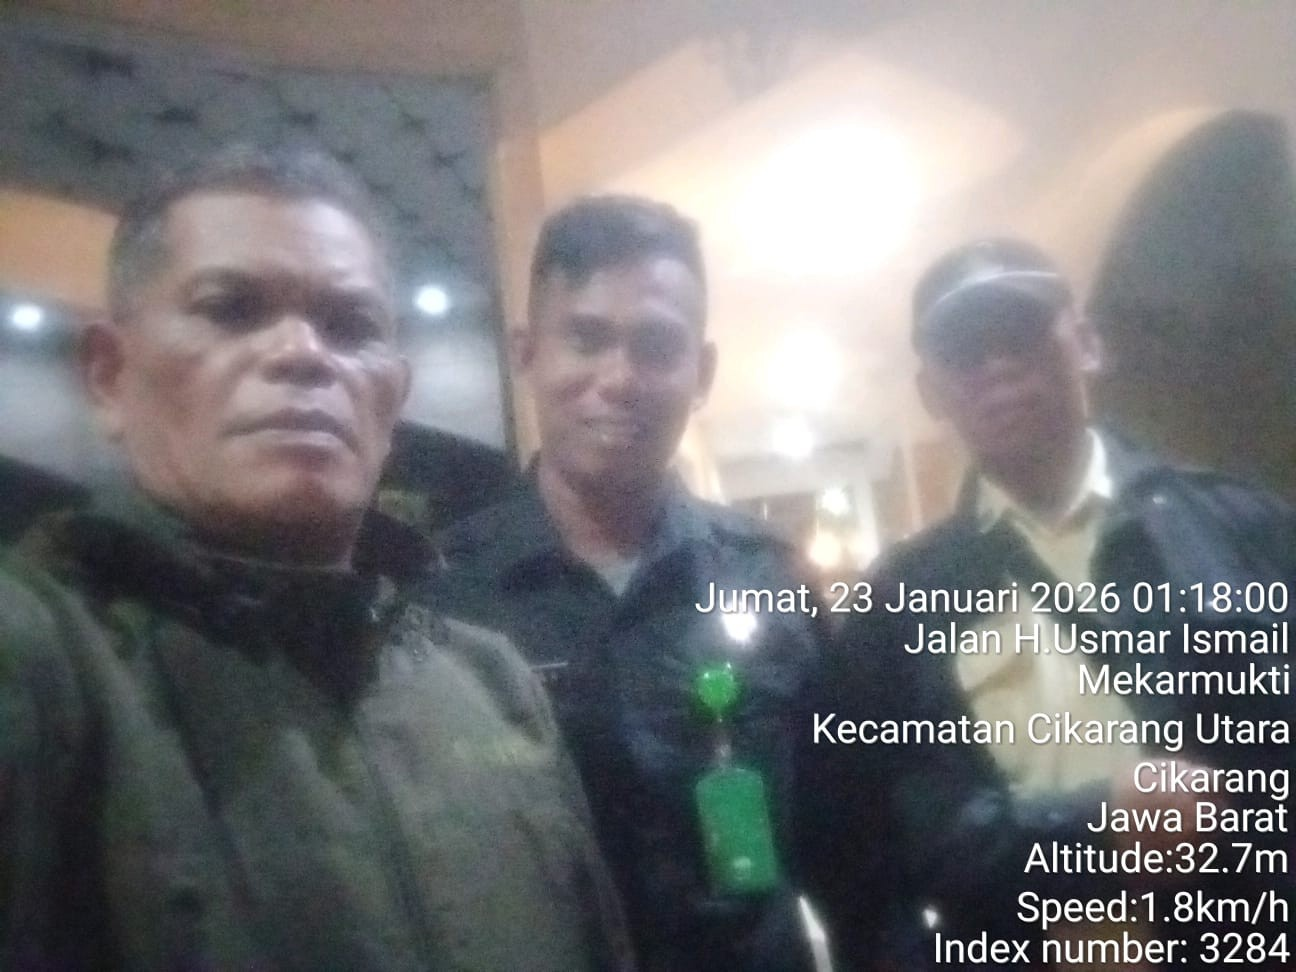 Jumat, 23 Januari 2026 01:18:00
Jalan H.Usmar Ismail
Mekarmukti
Kecamatan Cikarang Utara
Cikarang
Jawa Barat
Altitude:32.7m
Speed:1.8km/h
Index number: 3284